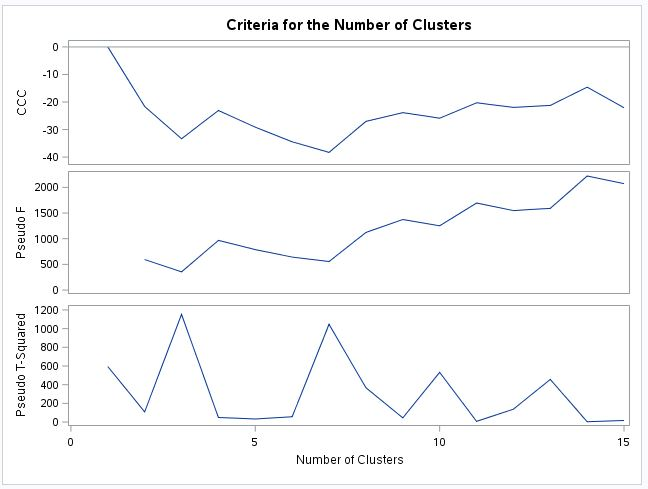 Criteria for the Number of Clusters
CCC
0
-10
-20
-30
-40
Pseudo F
2000
1500
1000
500
0
Pseudo T-Squared
1200
1000
800
600
400
200
0
0 5 10 15
Number of Clusters